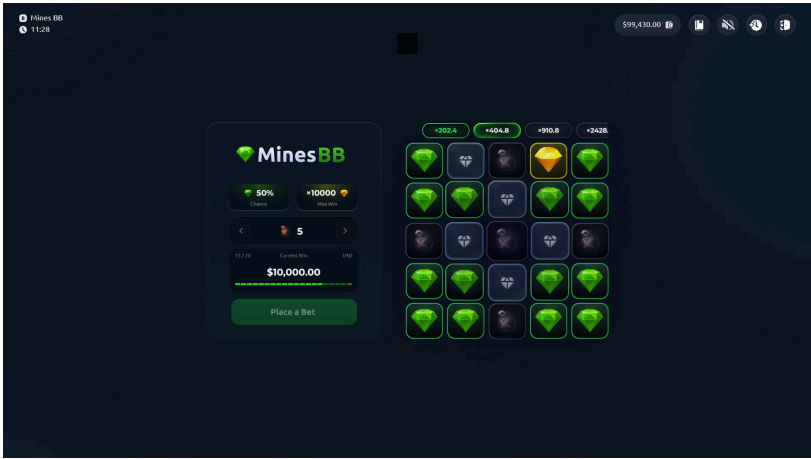 B Mines BB
11:28
$99,430.00
×202.4 ×404.8 ×910.8 ×2428.
MinesBB
50%
Chance
×10000
Max Win
5
15 / 20 Current Win USD
$10,000.00
Place a Bet